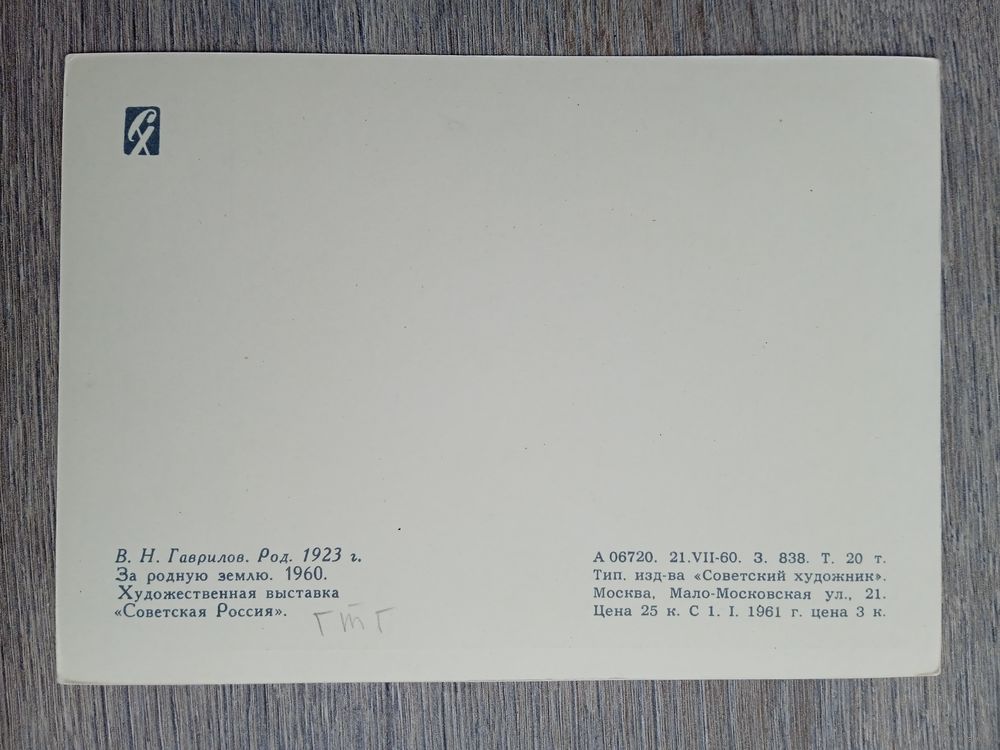 СХ
В. Н. Гаврилов. Род. 1923 г.
За родную землю. 1960.
Художественная выставка
«Советская Россия».
гтг
А 06720. 21.VII-60. З. 838. Т. 20 т.
Тип. изд-ва «Советский художник».
Москва, Мало-Московская ул., 21.
Цена 25 к. С 1. I. 1961 г. цена 3 к.